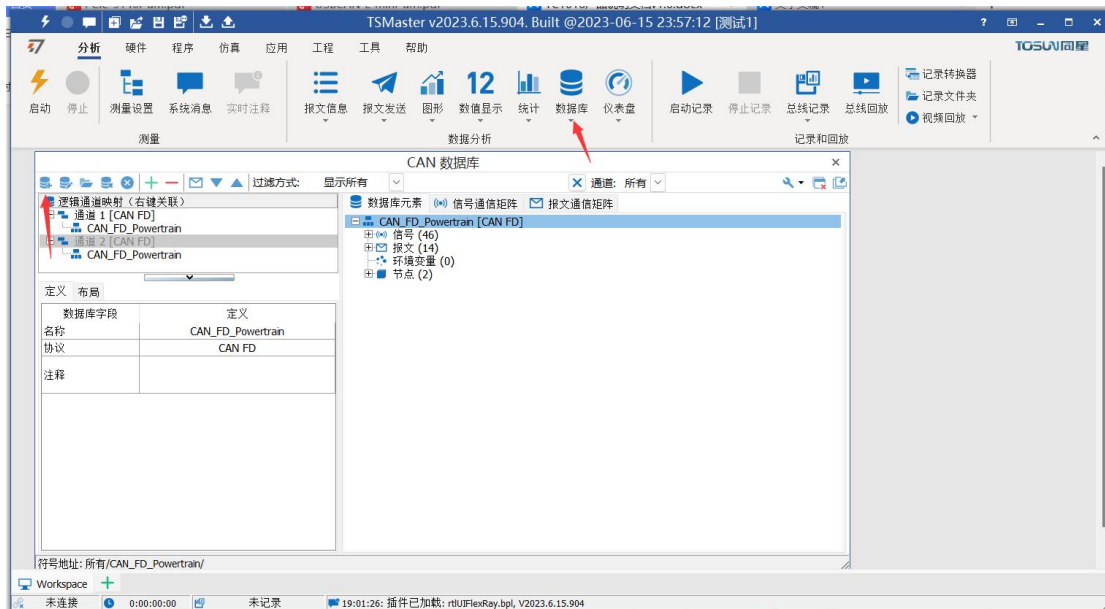 TSMaster v2023.6.15.904. Built @2023-06-15 23:57:12 [测试1]
分析 硬件 程序 仿真 应用 工程 工具 帮助 TOSUN同星
启动 停止 测量设置 系统消息 实时注释 报文信息 报文发送 图形 12 数值显示 统计 数据库 仪表盘 启动记录 停止记录 总线记录 总线回放
记录转换器
记录文件夹
视频回放
测量 数据分析 记录和回放
CAN 数据库
过滤方式: 显示所有 通道: 所有
逻辑通道映射 (右键关联)
通道 1 [CAN FD]
CAN_FD_Powertrain
通道 2 [CAN FD]
CAN_FD_Powertrain
数据库元素 信号通信矩阵 报文通信矩阵
CAN_FD_Powertrain [CAN FD]
信号 (46)
报文 (14)
环境变量 (0)
节点 (2)
定义 布局
数据库字段 定义
名称 CAN_FD_Powertrain
协议 CAN FD
注释
符号地址: 所有/CAN_FD_Powertrain/
Workspace
未连接 0:00:00:00 未记录 19:01:26: 插件已加载: rtlUIFlexRay.bpl, V2023.6.15.904